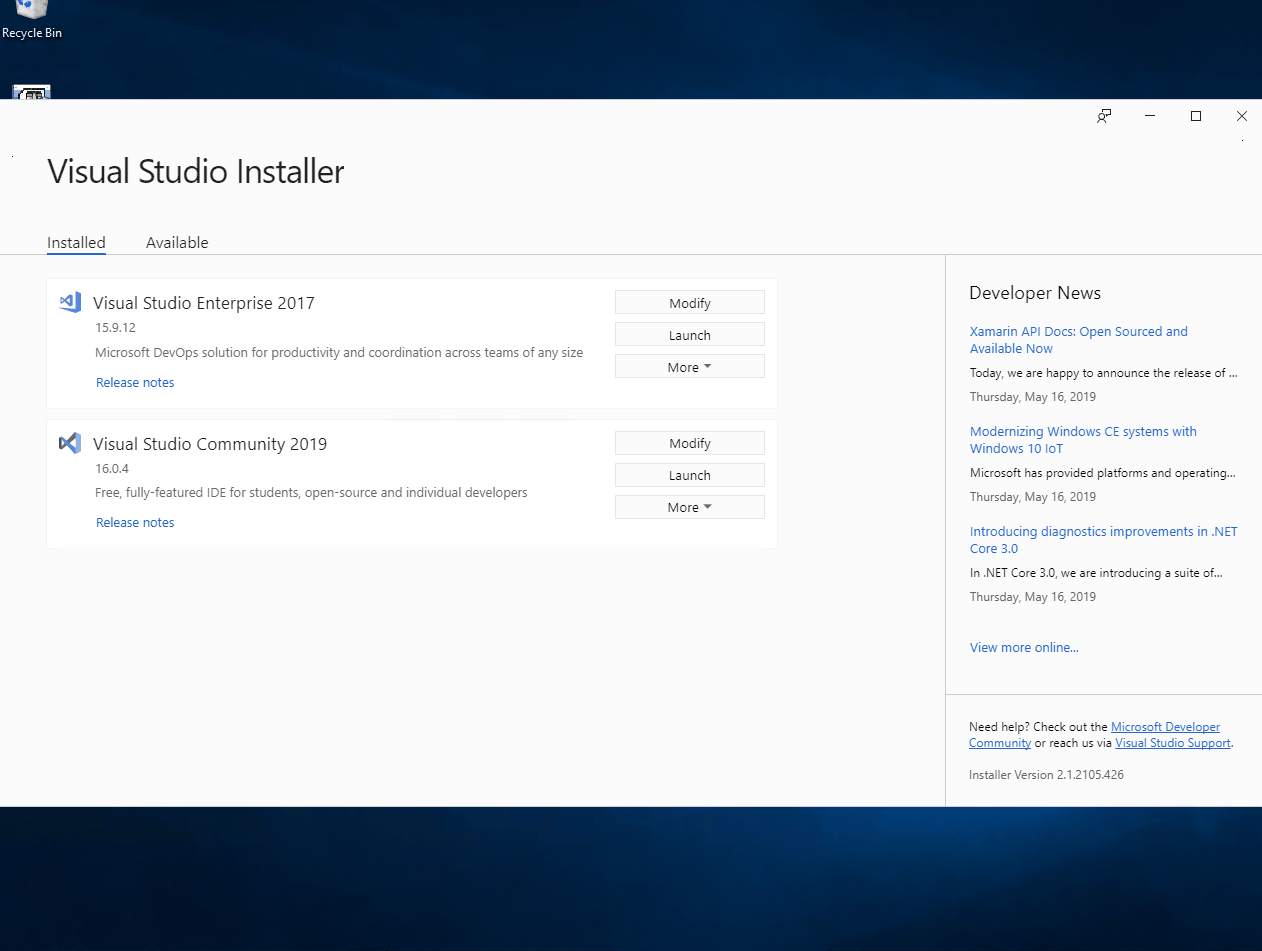 Recycle Bin
Visual Studio Installer
Installed
Available
Visual Studio Enterprise 2017
15.9.12
Microsoft DevOps solution for productivity and coordination across teams of any size
Release notes
Modify
Launch
More
Visual Studio Community 2019
16.0.4
Free, fully-featured IDE for students, open-source and individual developers
Release notes
Modify
Launch
More
Developer News
Xamarin API Docs: Open Sourced and
Available Now
Today, we are happy to announce the release of ...
Thursday, May 16, 2019
Modernizing Windows CE systems with
Windows 10 IoT
Microsoft has provided platforms and operating...
Thursday, May 16, 2019
Introducing diagnostics improvements in .NET
Core 3.0
In .NET Core 3.0, we are introducing a suite of...
Thursday, May 16, 2019
View more online...
Need help? Check out the Microsoft Developer
Community or reach us via Visual Studio Support.
Installer Version 2.1.2105.426